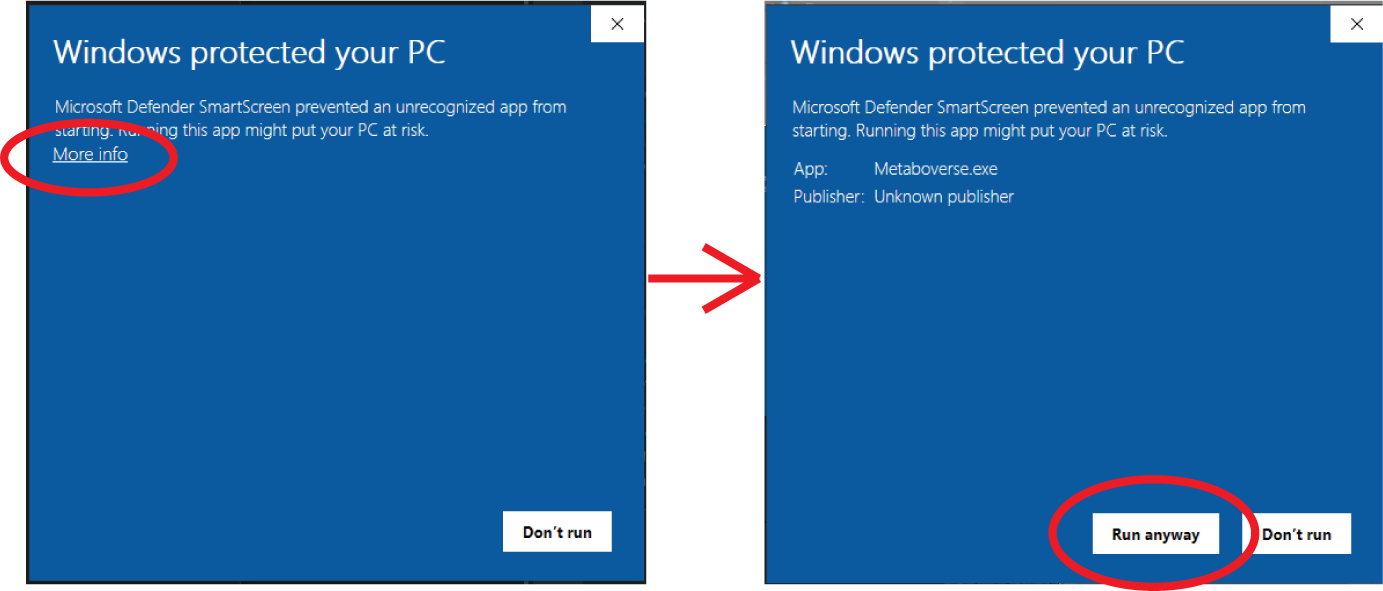 Windows protected your PC
Microsoft Defender SmartScreen prevented an unrecognized app from
starting. Running this app might put your PC at risk.
More info
Don't run
Windows protected your PC
Microsoft Defender SmartScreen prevented an unrecognized app from
starting. Running this app might put your PC at risk.
App: Metaboverse.exe
Publisher: Unknown publisher
Run anyway Don't run